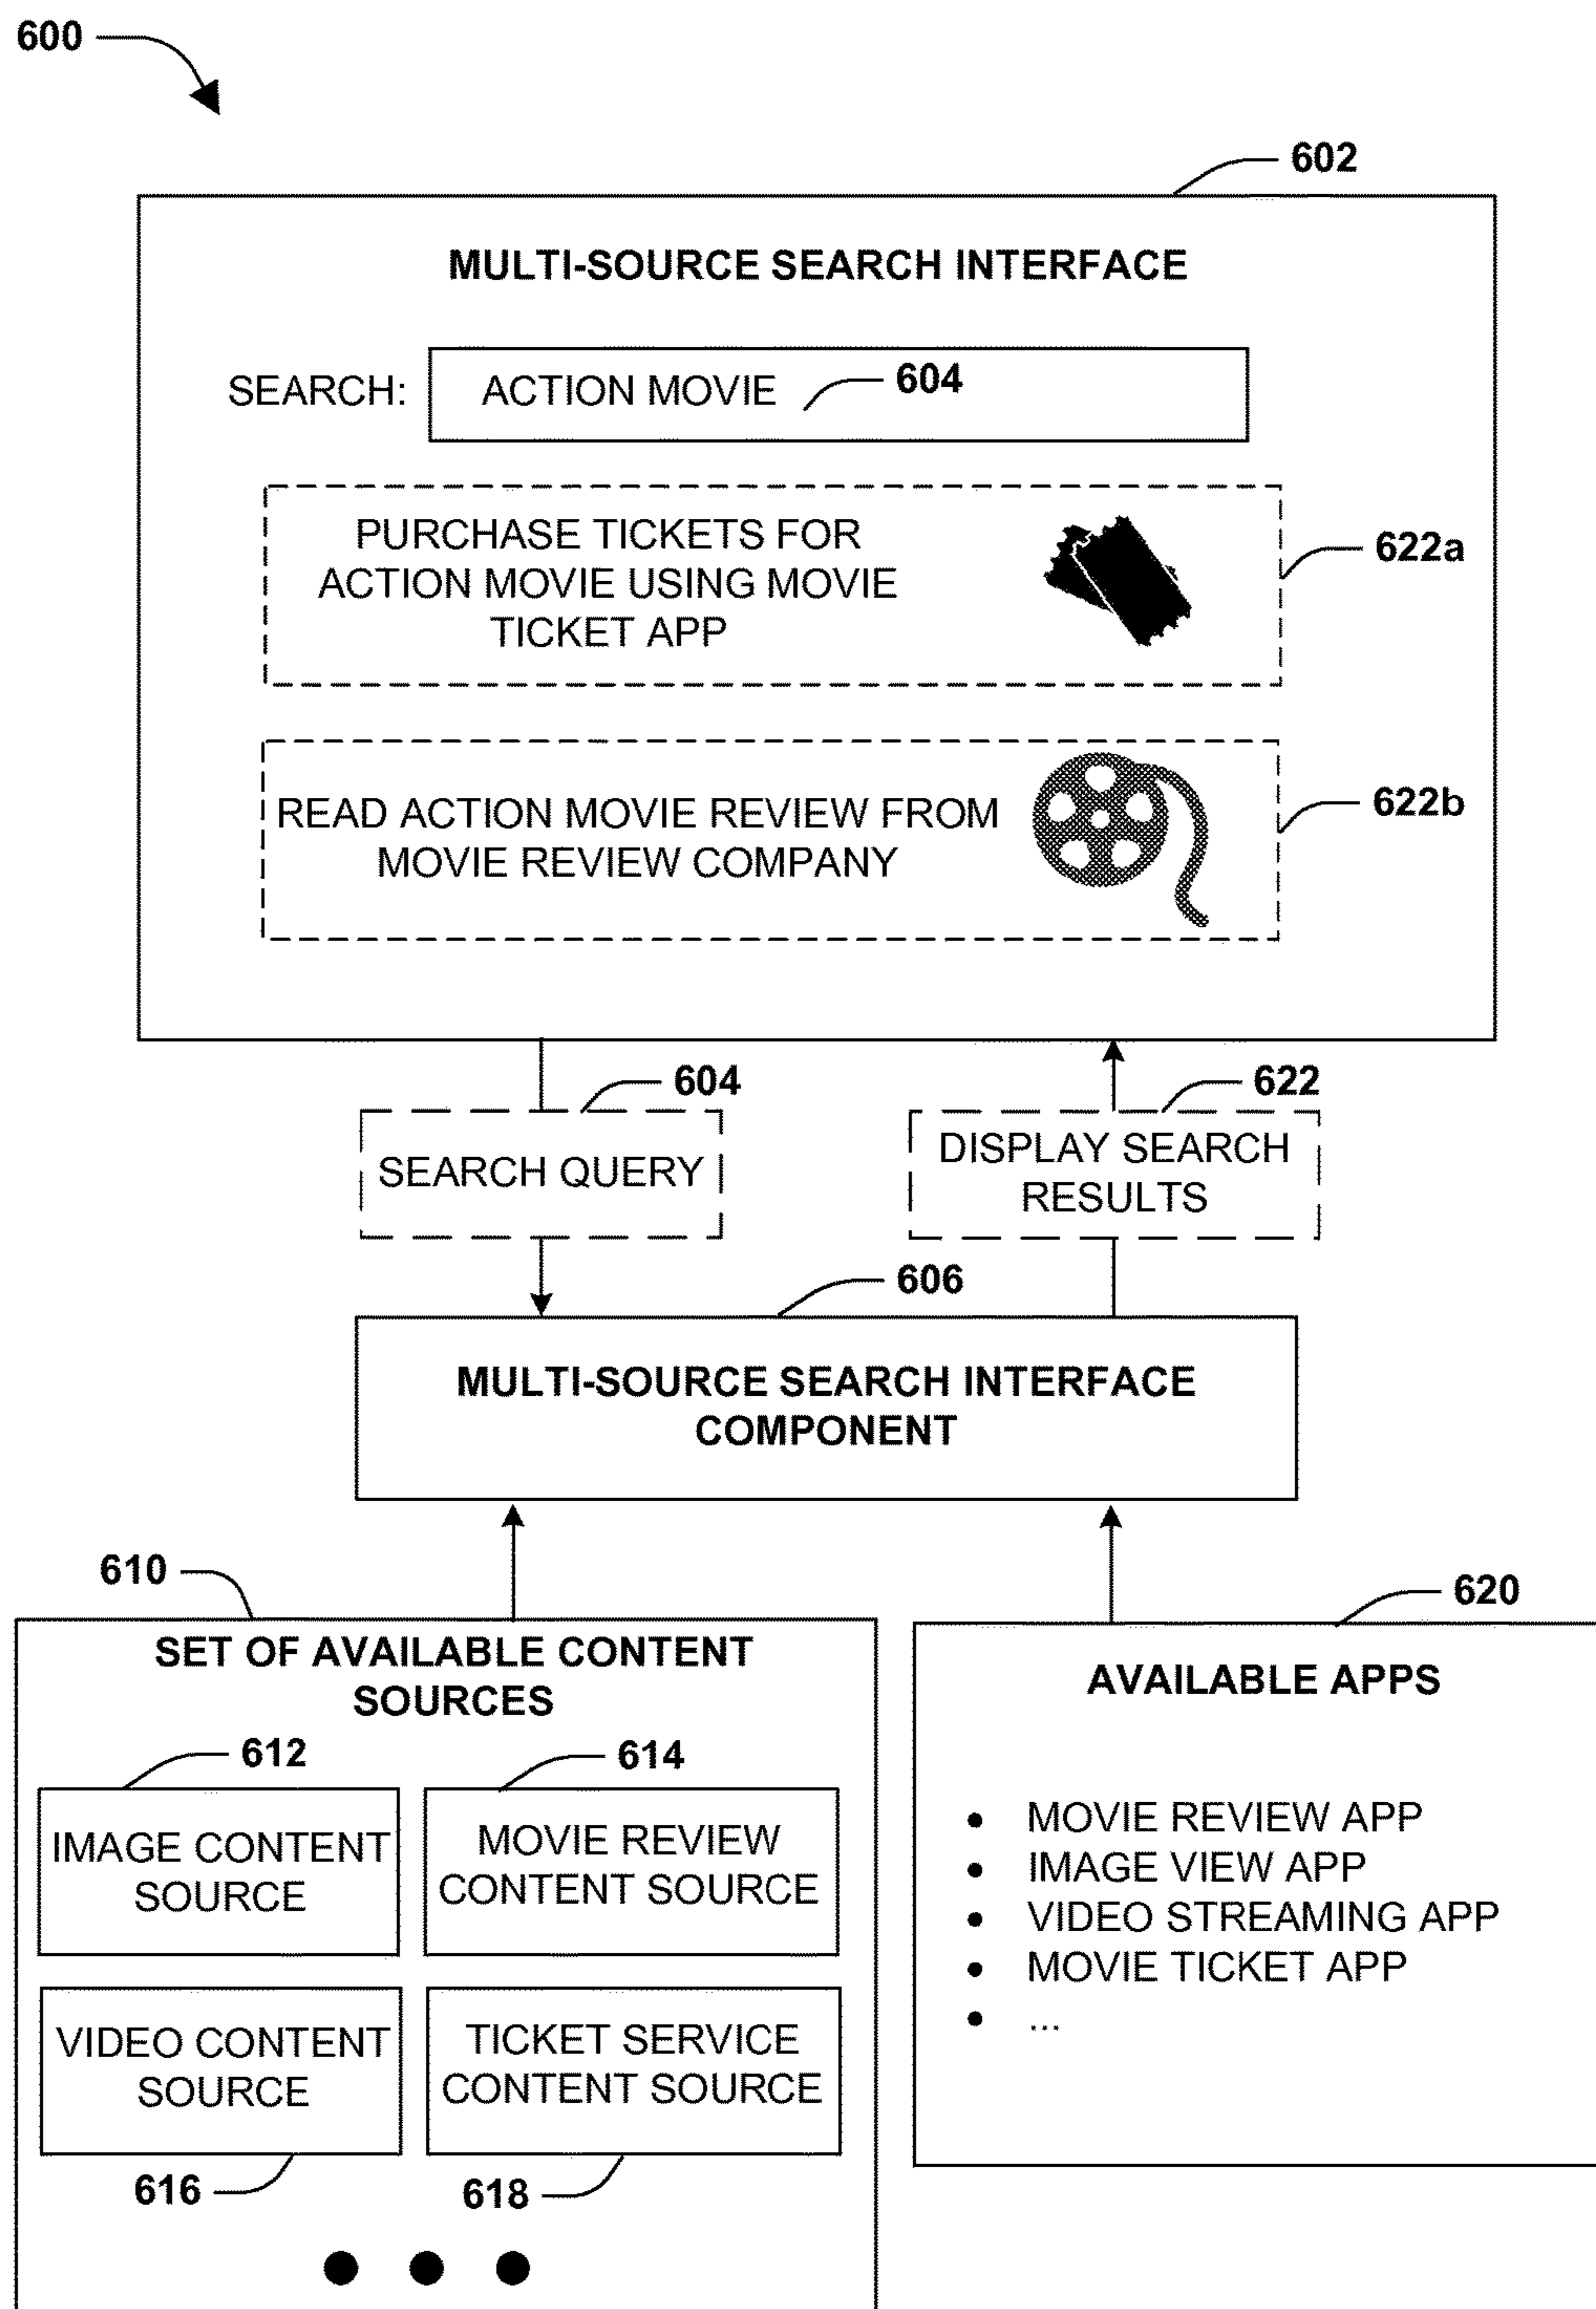 600
602
MULTI-SOURCE SEARCH INTERFACE
SEARCH: ACTION MOVIE 604
PURCHASE TICKETS FOR
ACTION MOVIE USING MOVIE
TICKET APP
622a
READ ACTION MOVIE REVIEW FROM
MOVIE REVIEW COMPANY
622b
604
SEARCH QUERY
622
DISPLAY SEARCH
RESULTS
606
MULTI-SOURCE SEARCH INTERFACE
COMPONENT
610
SET OF AVAILABLE CONTENT
SOURCES
612
IMAGE CONTENT
SOURCE
614
MOVIE REVIEW
CONTENT SOURCE
VIDEO CONTENT
SOURCE
616
TICKET SERVICE
CONTENT SOURCE
618
620
AVAILABLE APPS
• MOVIE REVIEW APP
• IMAGE VIEW APP
• VIDEO STREAMING APP
• MOVIE TICKET APP
• ...